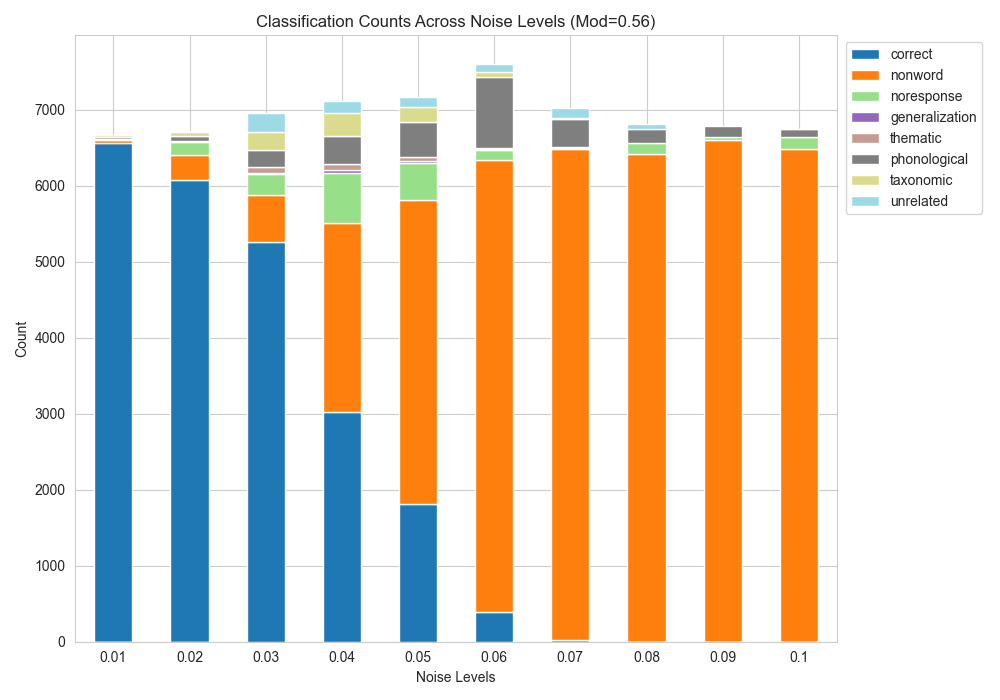 Classification Counts Across Noise Levels (Mod=0.56)
correct
nonword
noresponse
generalization
thematic
phonological
taxonomic
unrelated
Count
7000
6000
5000
4000
3000
2000
1000
0
0.01 0.02 0.03 0.04 0.05 0.06 0.07 0.08 0.09 0.1
Noise Levels